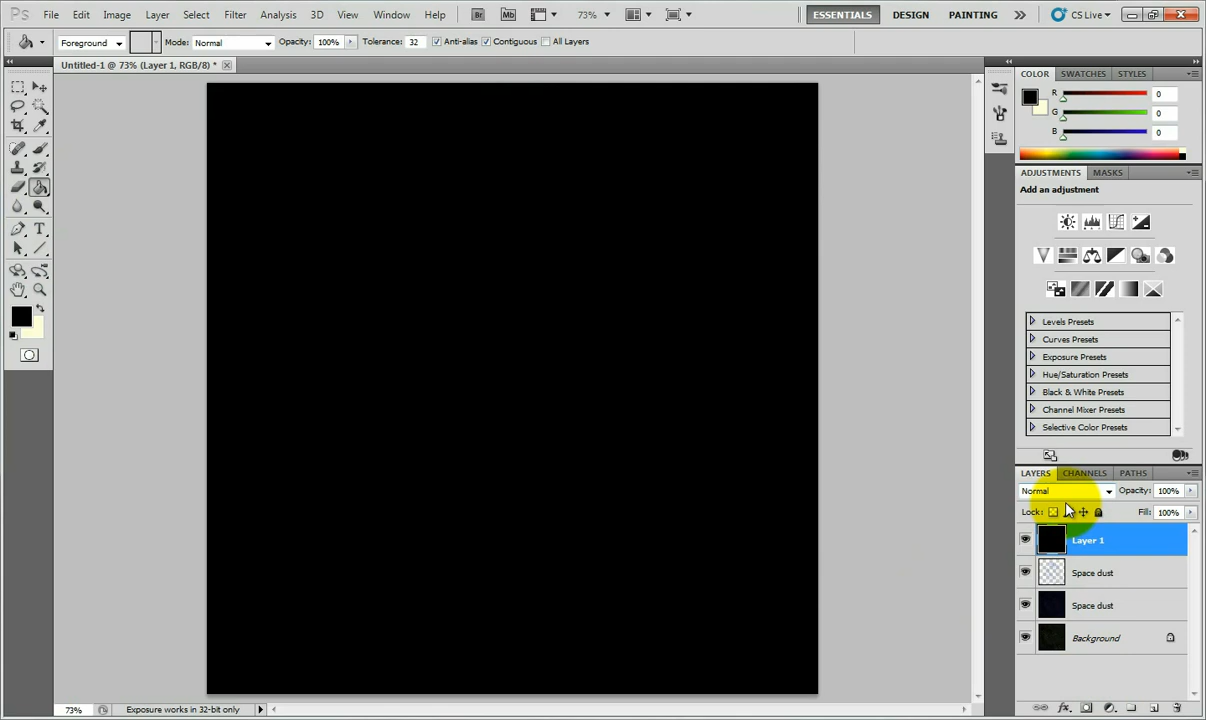 Ps File Edit Image Layer Select Filter Analysis 3D View Window Help Br Mb 73% ESSENTIALS DESIGN PAINTING CS Live
Foreground Mode: Normal Opacity: 100% Tolerance: 32 Anti-alias Contiguous All Layers
Untitled-1 @ 73% (Layer 1, RGB/8) *
COLOR SWATCHES STYLES
R 0
G 0
B 0
ADJUSTMENTS MASKS
Add an adjustment
Levels Presets
Curves Presets
Exposure Presets
Hue/Saturation Presets
Black & White Presets
Channel Mixer Presets
Selective Color Presets
LAYERS CHANNELS PATHS
Normal Opacity: 100%
Lock: Fill: 100%
Layer 1
Space dust
Space dust
Background
73% Exposure works in 32-bit only